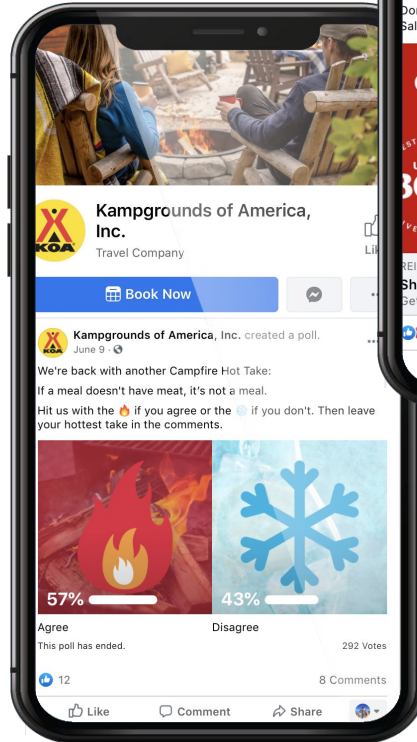 Kampgrounds of America,
Inc.
KOA
Travel Company
Book Now
Kampgrounds of America, Inc. created a poll.
KOA
June 9
We're back with another Campfire Hot Take:
If a meal doesn't have meat, it's not a meal.
Hit us with the 🔥 if you agree or the ❄️ if you don't. Then leave
your hottest take in the comments.
57%
43%
Agree
Disagree
This poll has ended.
292 Votes
12
8 Comments
Like
Comment
Share